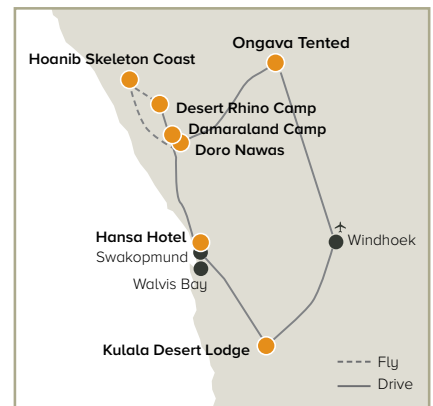 Ongava Tented
Hoanib Skeleton Coast
Desert Rhino Camp
Damaraland Camp
Doro Nawas
Hansa Hotel
Windhoek
Swakopmund
Walvis Bay
Kulala Desert Lodge
Fly
Drive